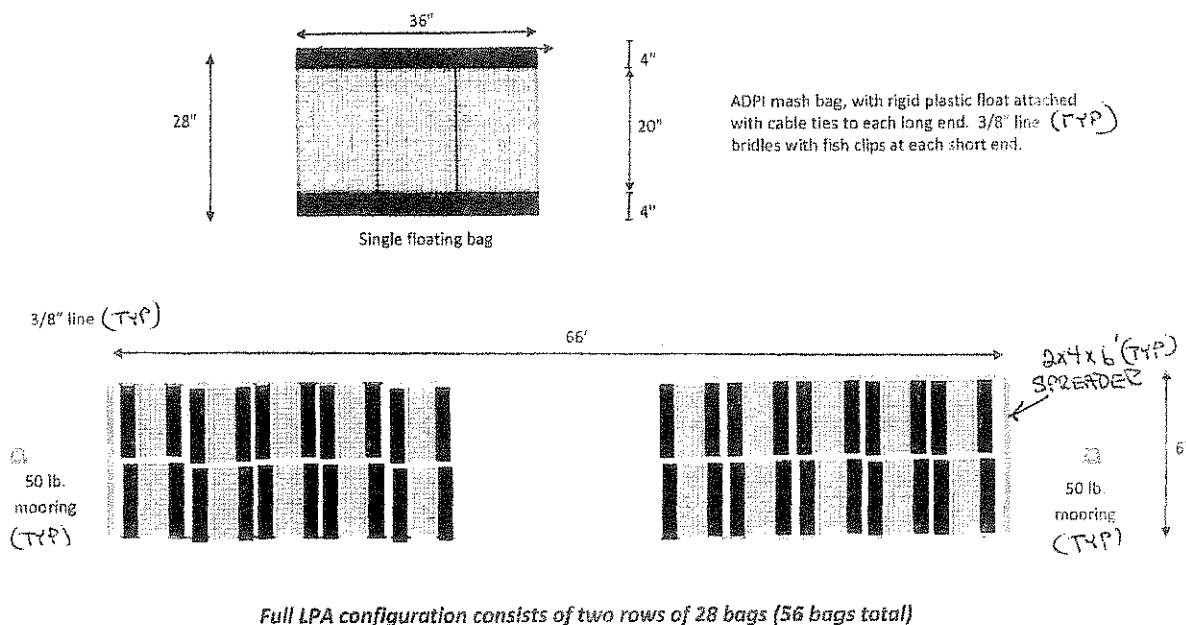 36"
28"
4"
20"
4"
ADPI mash bag, with rigid plastic float attached
with cable ties to each long end. 3/8" line (TYP)
bridles with fish clips at each short end.
Single floating bag
3/8" line (TYP)
66'
2x4x6' (TYP)
SPREADER
6'
50 lb.
mooring
(TYP)
50 lb.
mooring
(TYP)
Full LPA configuration consists of two rows of 28 bags (56 bags total)